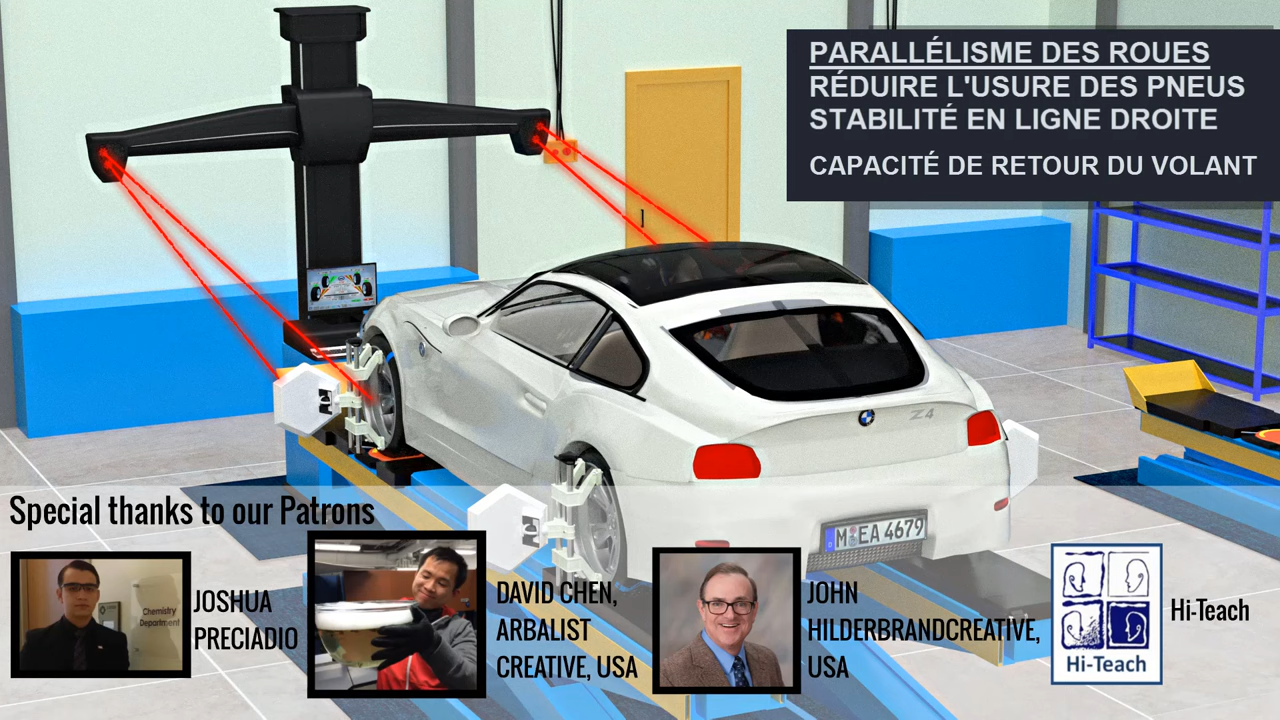 PARALLÉLISME DES ROUES
RÉDUIRE L'USURE DES PNEUS
STABILITÉ EN LIGNE DROITE
CAPACITÉ DE RETOUR DU VOLANT
1
Z4
M EA 4679
Special thanks to our Patrons
Chemistry
Department
JOSHUA
PRECIADIO
DAVID CHEN,
ARBALIST
CREATIVE, USA
JOHN
HILDERBRANDCREATIVE,
USA
Hi-Teach
Hi-Teach